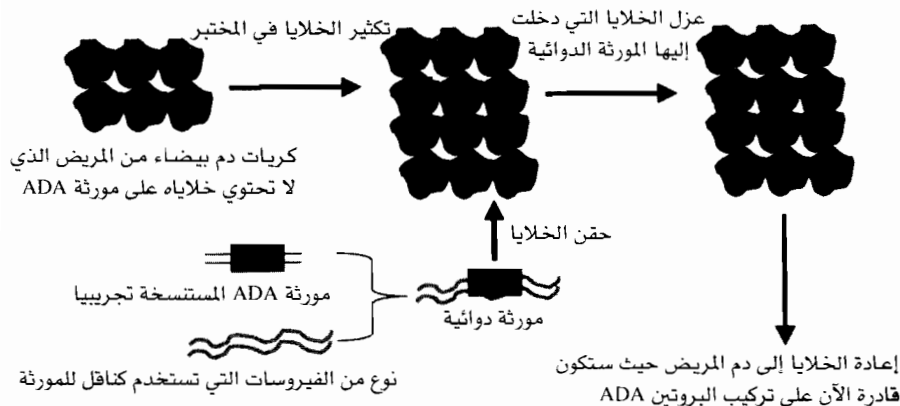 تكثير الخلايا في المختبر
عزل الخلايا التي دخلت
إليها المورثة الدوائية
كريات دم بيضاء من المريض الذي
لا تحتوي خلاياه على مورثة ADA
حقن الخلايا
مورثة ADA المستنسخة تجريبيا
مورثة دوائية
نوع من الفيروسات التي تستخدم كناقل للمورثة
إعادة الخلايا إلى دم المريض حيث ستكون
قادرة الآن على تركيب البروتين ADA